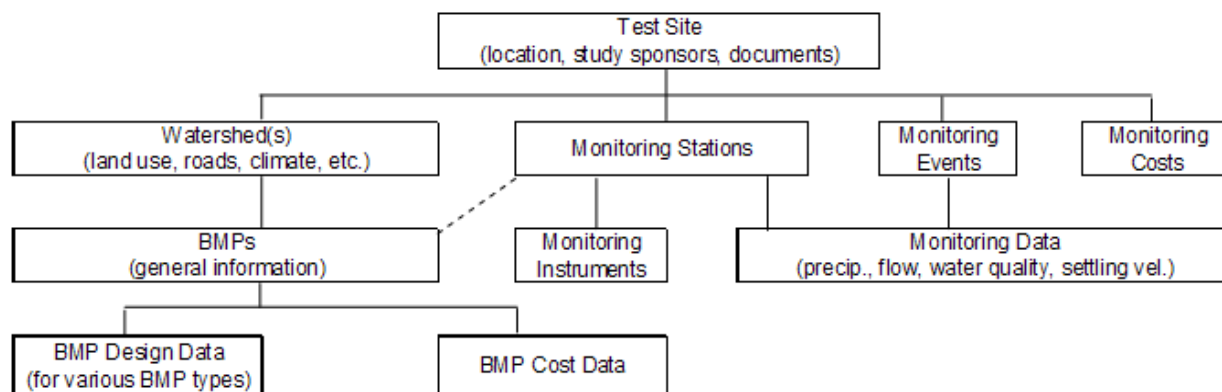 Test Site
(location, study sponsors, documents)
Watershed(s)
(land use, roads, climate, etc.)
Monitoring Stations
Monitoring
Events
Monitoring
Costs
BMPs
(general information)
Monitoring
Instruments
Monitoring Data
(precip., flow, water quality, settling vel.)
BMP Design Data
(for various BMP types)
BMP Cost Data